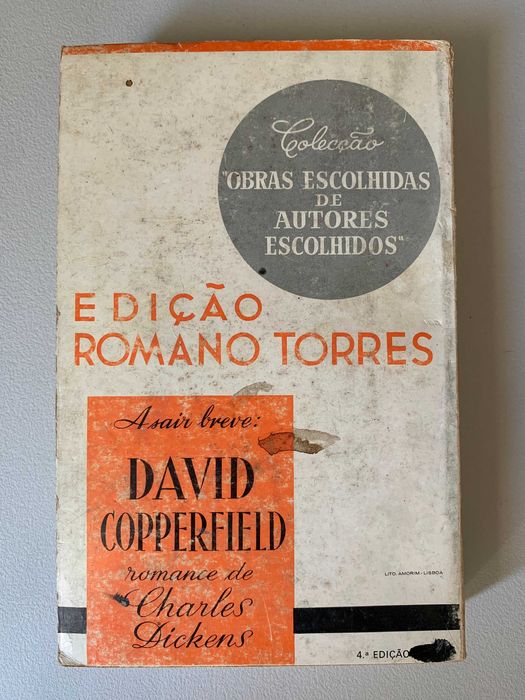 Colecção
"OBRAS ESCOLHIDAS
DE
AUTORES
ESCOLHIDOS"
EDIÇÃO
ROMANO TORRES
A sair breve:
DAVID
COPPERFIELD
romance de
Charles
Dickens
LITO. AMORIM - LISBOA
4.ª EDIÇÃO